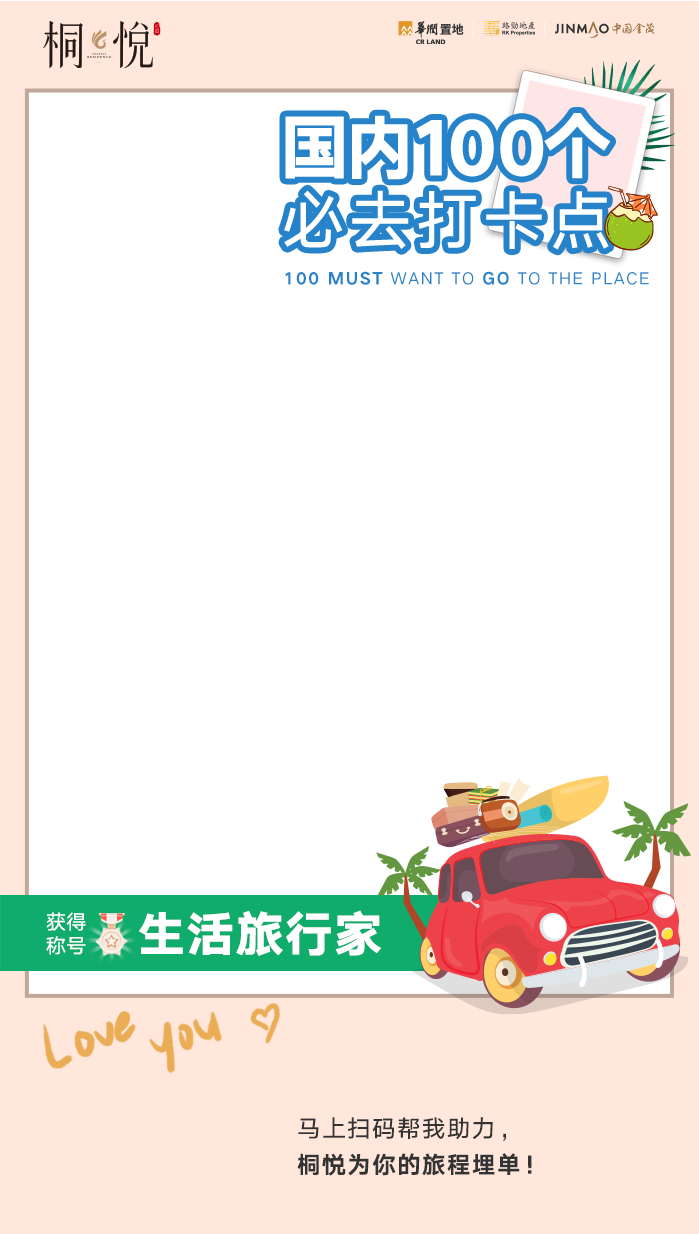 桐悦
華潤置地
CR LAND
路勁地產
RK Properties
JINMAO 中国金茂
国内100个
必去打卡点
100 MUST WANT TO GO TO THE PLACE
获得
称号
生活旅行家
Love you
马上扫码帮我助力，
桐悦为你的旅程埋单！